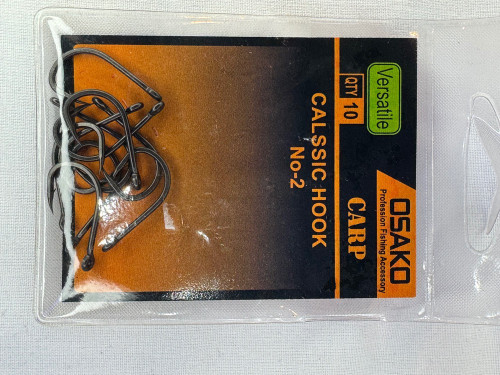 OSAKO
Profession Fishing Accessory
CARP
Versatile
QTY 10
CALSSIC HOOK
No-2